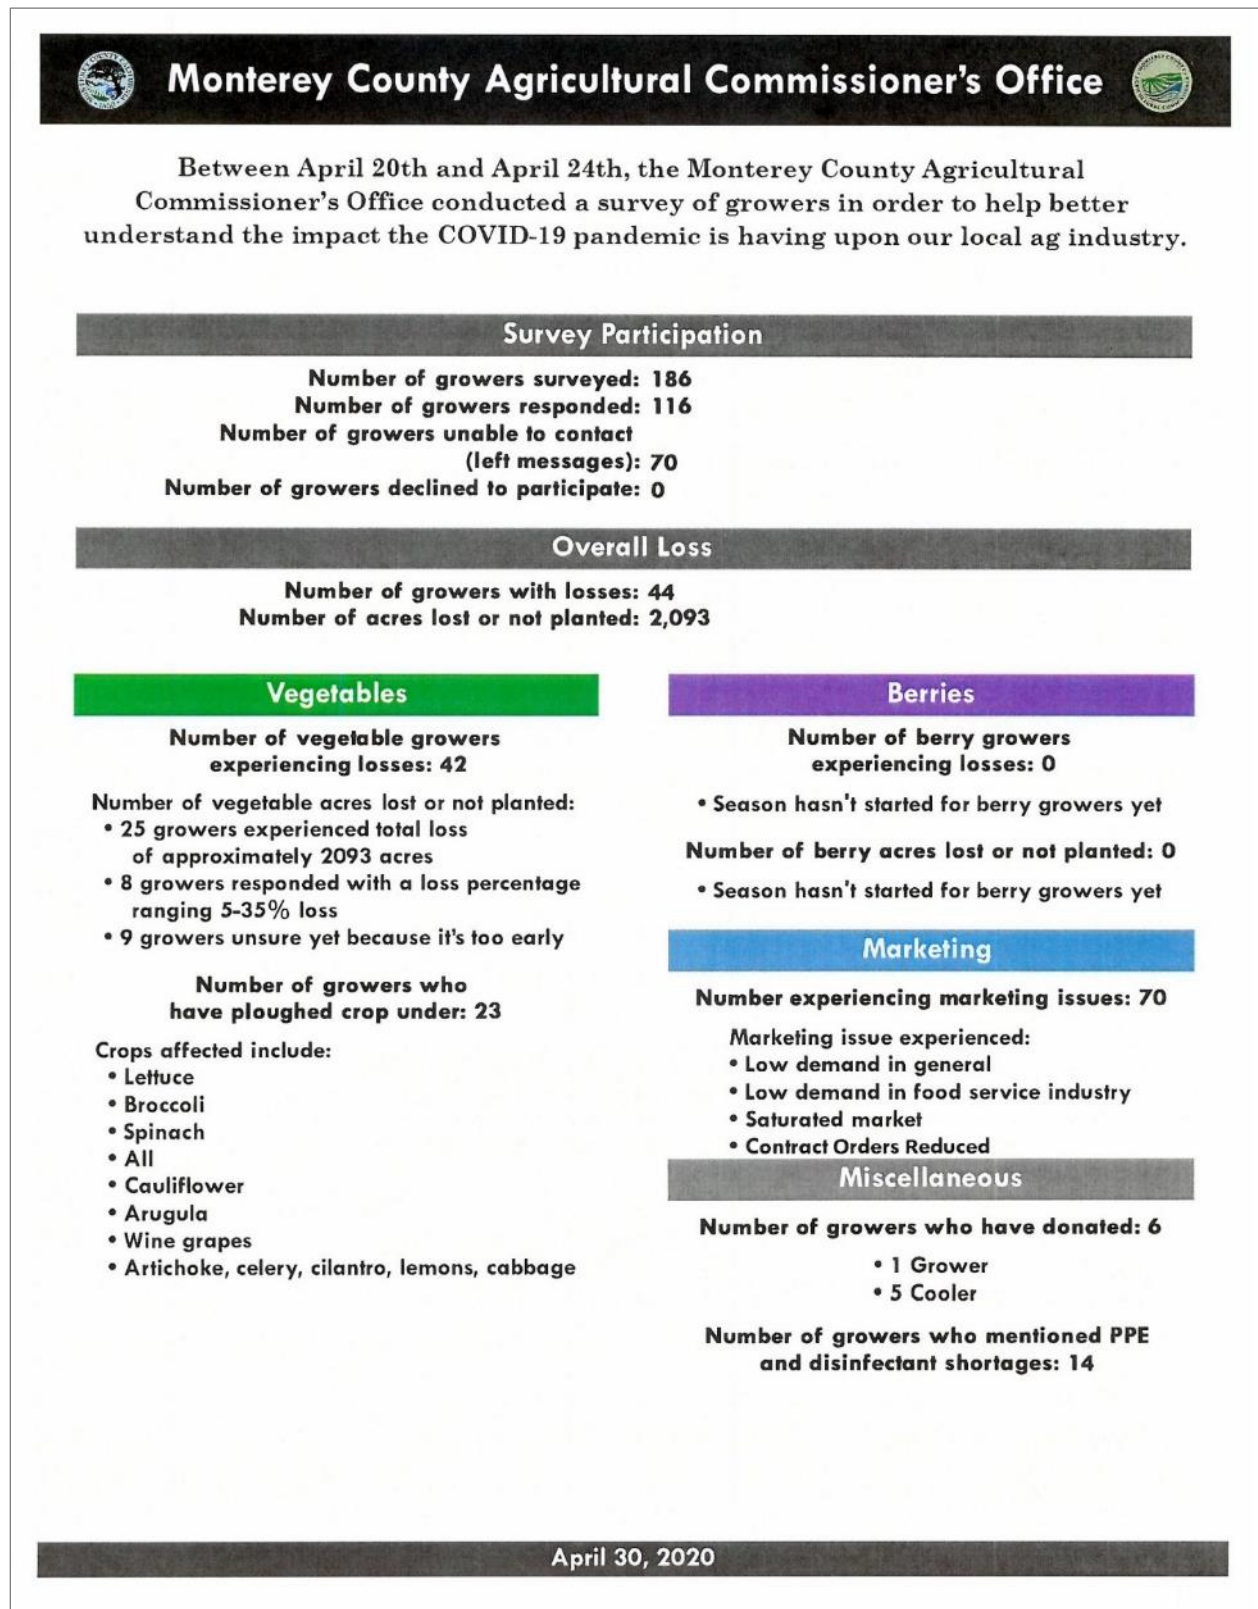 Monterey County Agricultural Commissioner's Office
Between April 20th and April 24th, the Monterey County Agricultural
Commissioner's Office conducted a survey of growers in order to help better
understand the impact the COVID-19 pandemic is having upon our local ag industry.
Survey Participation
Number of growers surveyed: 186
Number of growers responded: 116
Number of growers unable to contact
(left messages): 70
Number of growers declined to participate: 0
Overall Loss
Number of growers with losses: 44
Number of acres lost or not planted: 2,093
Vegetables
Number of vegetable growers
experiencing losses: 42
Number of vegetable acres lost or not planted:
• 25 growers experienced total loss
of approximately 2093 acres
• 8 growers responded with a loss percentage
ranging 5-35% loss
• 9 growers unsure yet because it's too early
Number of growers who
have ploughed crop under: 23
Crops affected include:
• Lettuce
• Broccoli
• Spinach
• All
• Cauliflower
• Arugula
• Wine grapes
• Artichoke, celery, cilantro, lemons, cabbage
Berries
Number of berry growers
experiencing losses: 0
• Season hasn't started for berry growers yet
Number of berry acres lost or not planted: 0
• Season hasn't started for berry growers yet
Marketing
Number experiencing marketing issues: 70
Marketing issue experienced:
• Low demand in general
• Low demand in food service industry
• Saturated market
• Contract Orders Reduced
Miscellaneous
Number of growers who have donated: 6
• 1 Grower
• 5 Cooler
Number of growers who mentioned PPE
and disinfectant shortages: 14
April 30, 2020